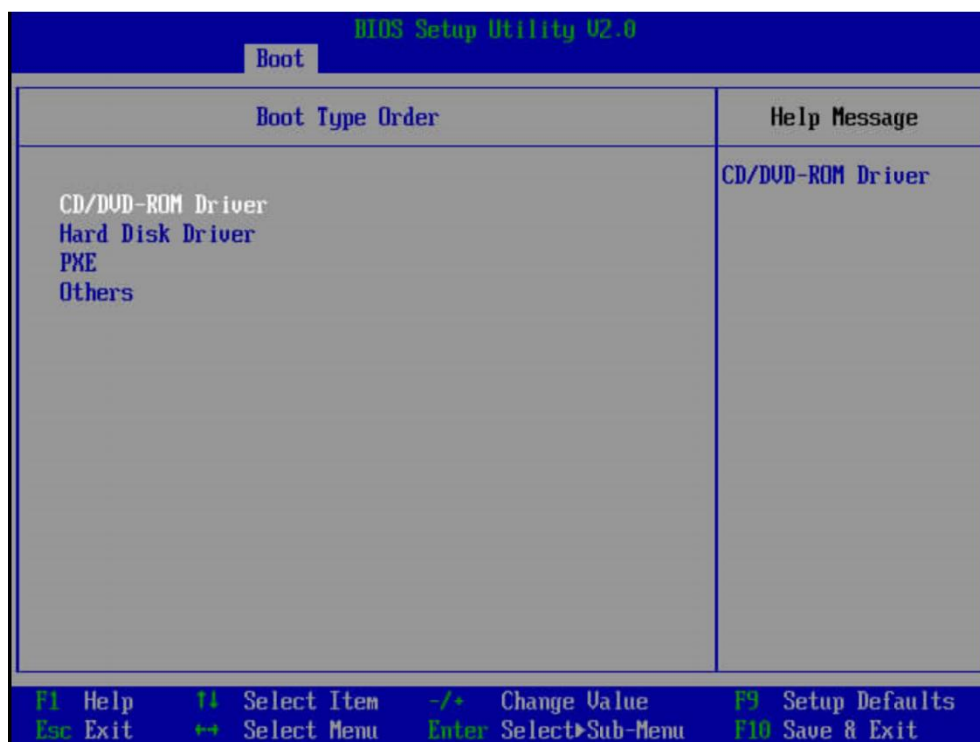 BIOS Setup Utility V2.0
Boot
Boot Type Order
Help Message
CD/DVD-ROM Driver
Hard Disk Driver
PXE
Others
CD/DVD-ROM Driver
F1 Help ↑↓ Select Item -/+ Change Value F9 Setup Defaults
Esc Exit ↔ Select Menu Enter Select▶Sub-Menu F10 Save & Exit